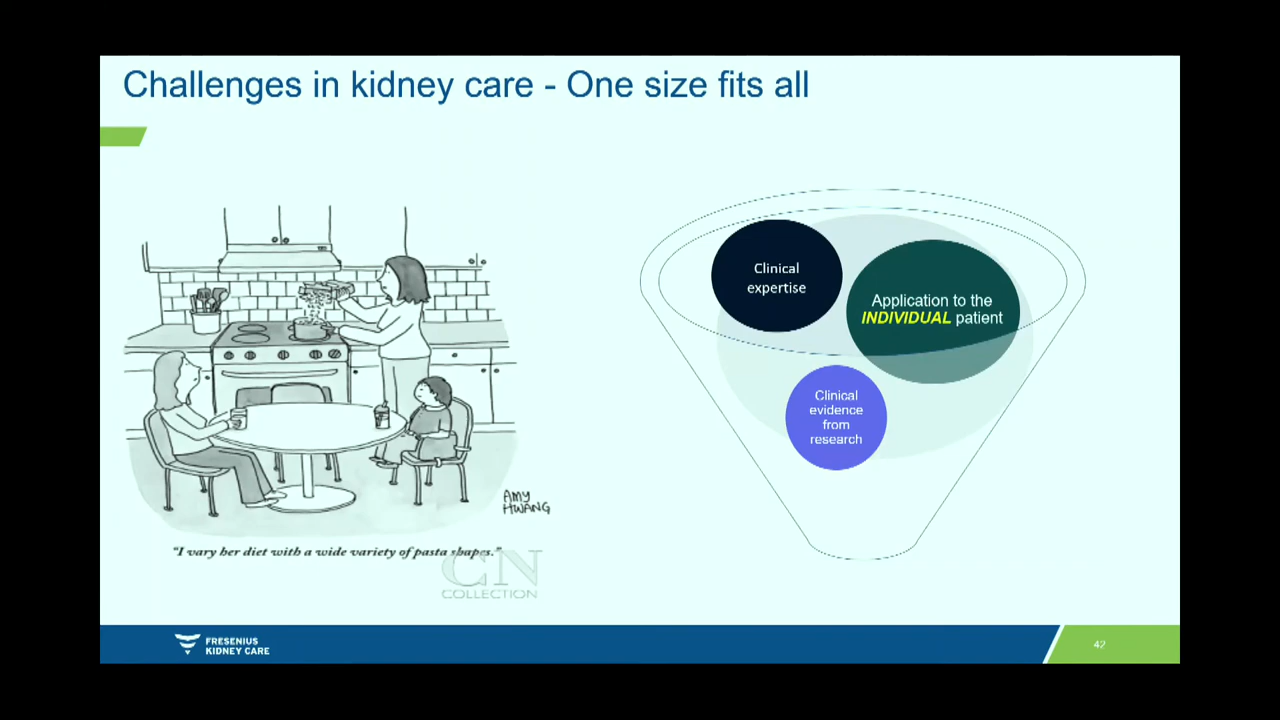 Challenges in kidney care - One size fits all
AMY
HWANG
"I vary her diet with a wide variety of pasta shapes."
CN
COLLECTION
Clinical
expertise
Application to the
INDIVIDUAL patient
Clinical
evidence
from
research
FRESENIUS
KIDNEY CARE
42